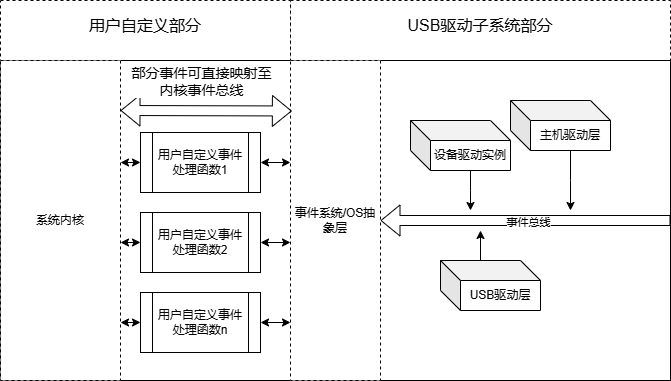 用户自定义部分
USB驱动子系统部分
部分事件可直接映射至
内核事件总线
用户自定义事件
处理函数1
用户自定义事件
处理函数2
用户自定义事件
处理函数n
系统内核
事件系统/OS抽
象层
设备驱动实例
主机驱动层
事件总线
USB驱动层